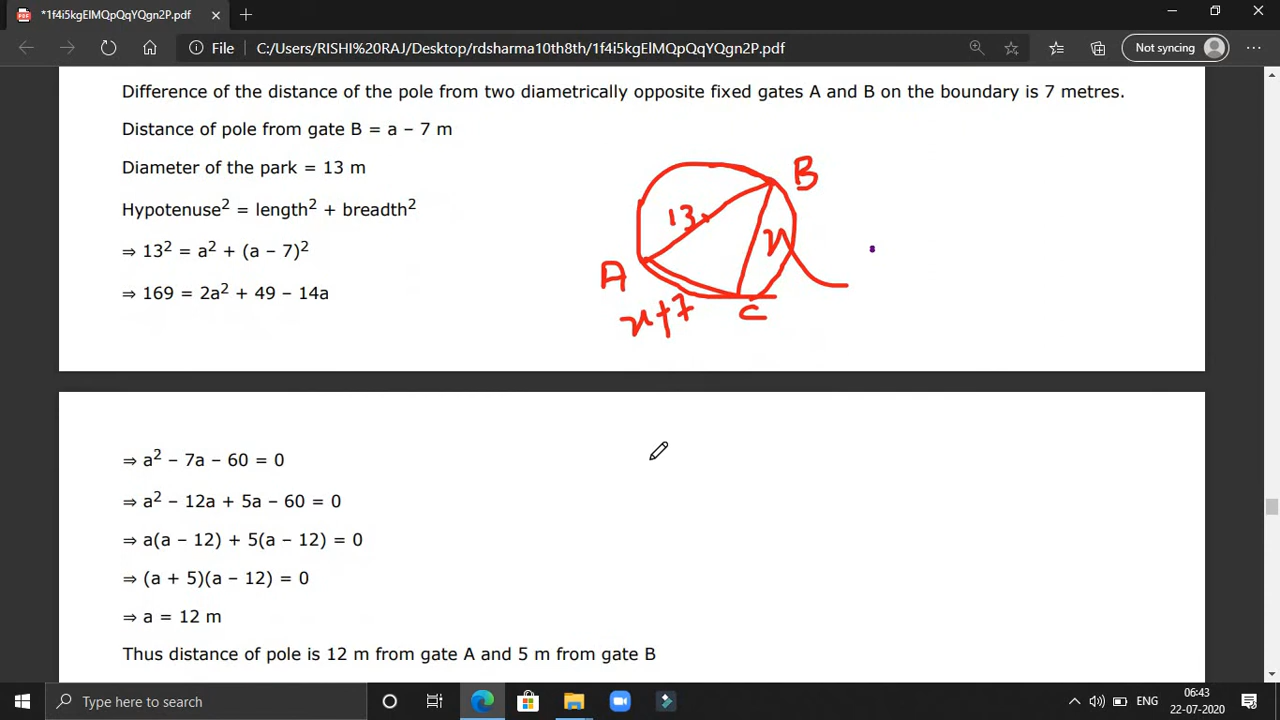 *1f4i5kgElMQpQqYQgn2P.pdf
File C:/Users/RISHI%20RAJ/Desktop/rdsharma10th8th/1f4i5kgElMQpQqYQgn2P.pdf Not syncing
Difference of the distance of the pole from two diametrically opposite fixed gates A and B on the boundary is 7 metres.
Distance of pole from gate B = a − 7 m
Diameter of the park = 13 m
Hypotenuse² = length² + breadth²
⇒ 13² = a² + (a − 7)²
⇒ 169 = 2a² + 49 − 14a
B
13
x
A
x+7
C
⇒ a² − 7a − 60 = 0
⇒ a² − 12a + 5a − 60 = 0
⇒ a(a − 12) + 5(a − 12) = 0
⇒ (a + 5)(a − 12) = 0
⇒ a = 12 m
Thus distance of pole is 12 m from gate A and 5 m from gate B
Type here to search
ENG
06:43
22-07-2020